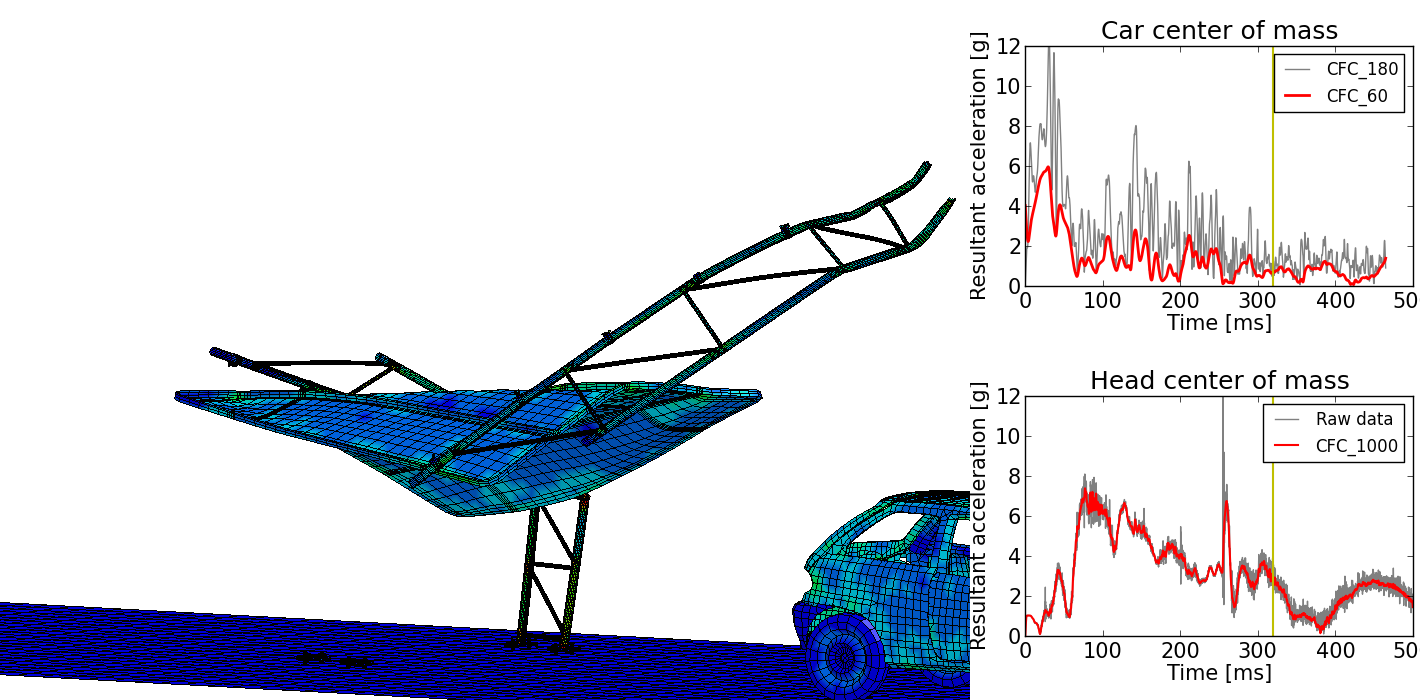 Car center of mass
Resultant acceleration [g]
12
10
8
6
4
2
0
CFC_180
CFC_60
0 100 200 300 400 50
Time [ms]
Head center of mass
Resultant acceleration [g]
12
10
8
6
4
2
0
Raw data
CFC_1000
0 100 200 300 400 50
Time [ms]